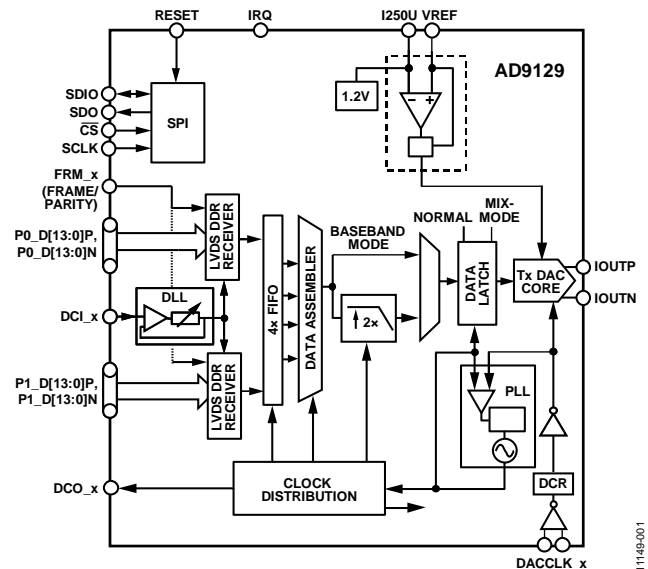 RESET
IRQ
I250U VREF
AD9129
1.2V
SDIO
SDO
CS
SCLK
SPI
FRM_x
(FRAME/
PARITY)
P0_D[13:0]P,
P0_D[13:0]N
LVDS DDR
RECEIVER
DLL
DCI_x
P1_D[13:0]P,
P1_D[13:0]N
LVDS DDR
RECEIVER
4× FIFO
DATA ASSEMBLER
BASEBAND
MODE
2×
NORMAL
MIX-
MODE
DATA
LATCH
Tx DAC
CORE
IOUTP
IOUTN
PLL
DCO_x
CLOCK
DISTRIBUTION
DCR
DACCLK_x
11149-001